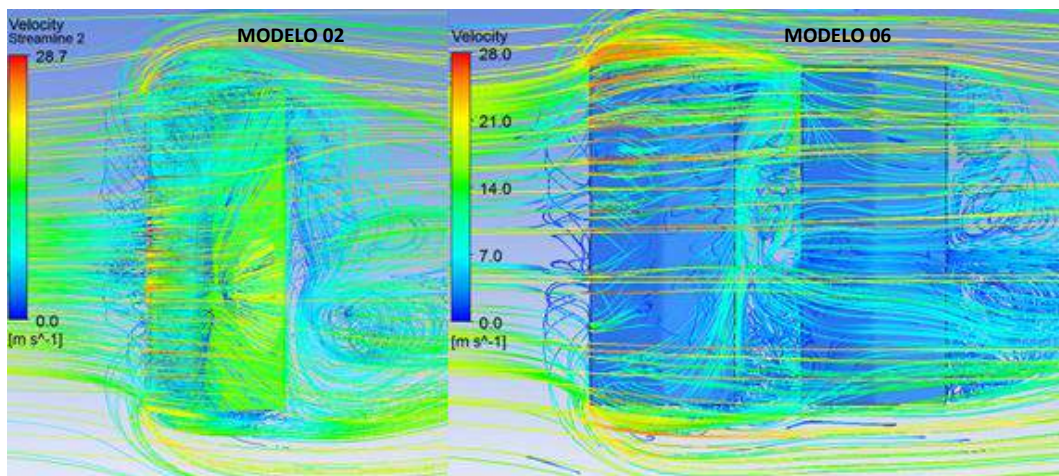 Velocity
Streamline 2
28.7
0.0
[m s^-1]
MODELO 02
Velocity
28.0
21.0
14.0
7.0
0.0
[m s^-1]
MODELO 06